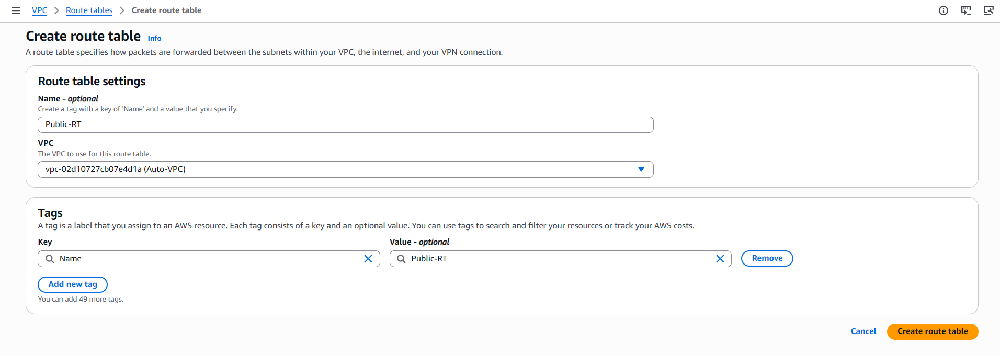 VPC > Route tables > Create route table
Create route table Info
A route table specifies how packets are forwarded between the subnets within your VPC, the internet, and your VPN connection.
Route table settings
Name - optional
Create a tag with a key of 'Name' and a value that you specify.
Public-RT
VPC
The VPC to use for this route table.
vpc-02d10727cb07e4d1a (Auto-VPC)
Tags
A tag is a label that you assign to an AWS resource. Each tag consists of a key and an optional value. You can use tags to search and filter your resources or track your AWS costs.
Key Value - optional
Name Public-RT Remove
Add new tag
You can add 49 more tags.
Cancel Create route table